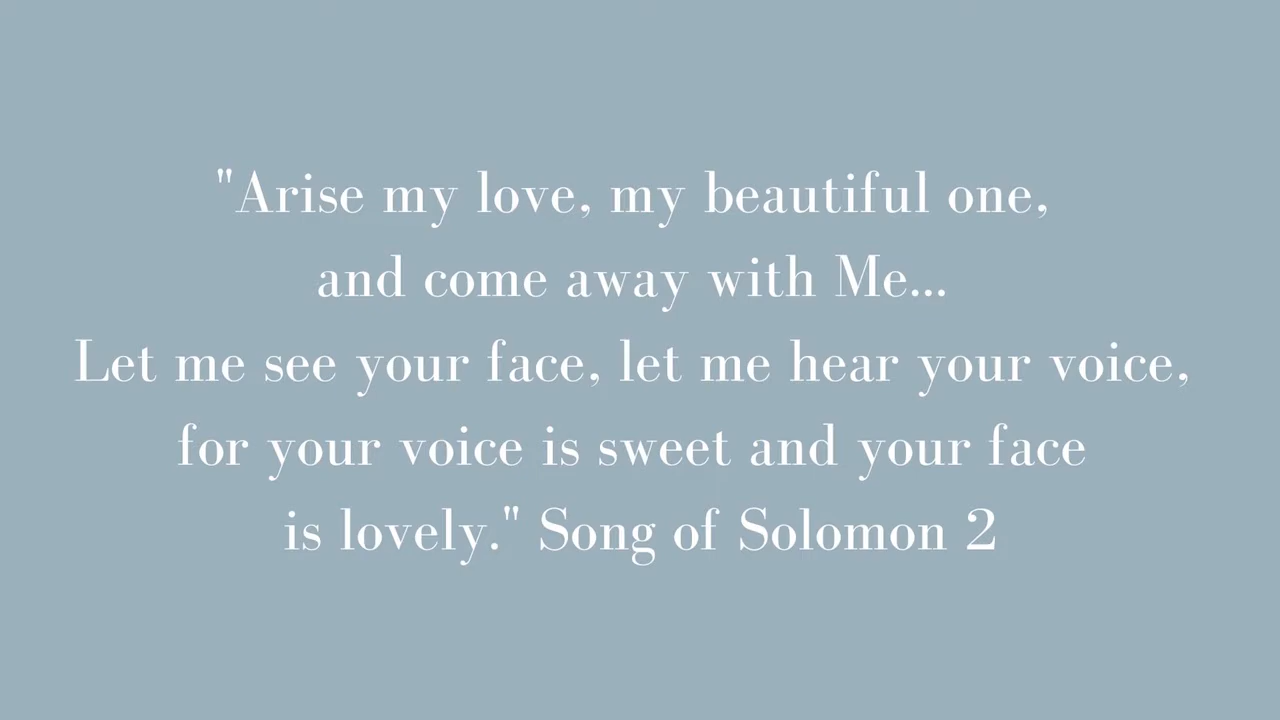 "Arise my love, my beautiful one,
and come away with Me...
Let me see your face, let me hear your voice,
for your voice is sweet and your face
is lovely." Song of Solomon 2